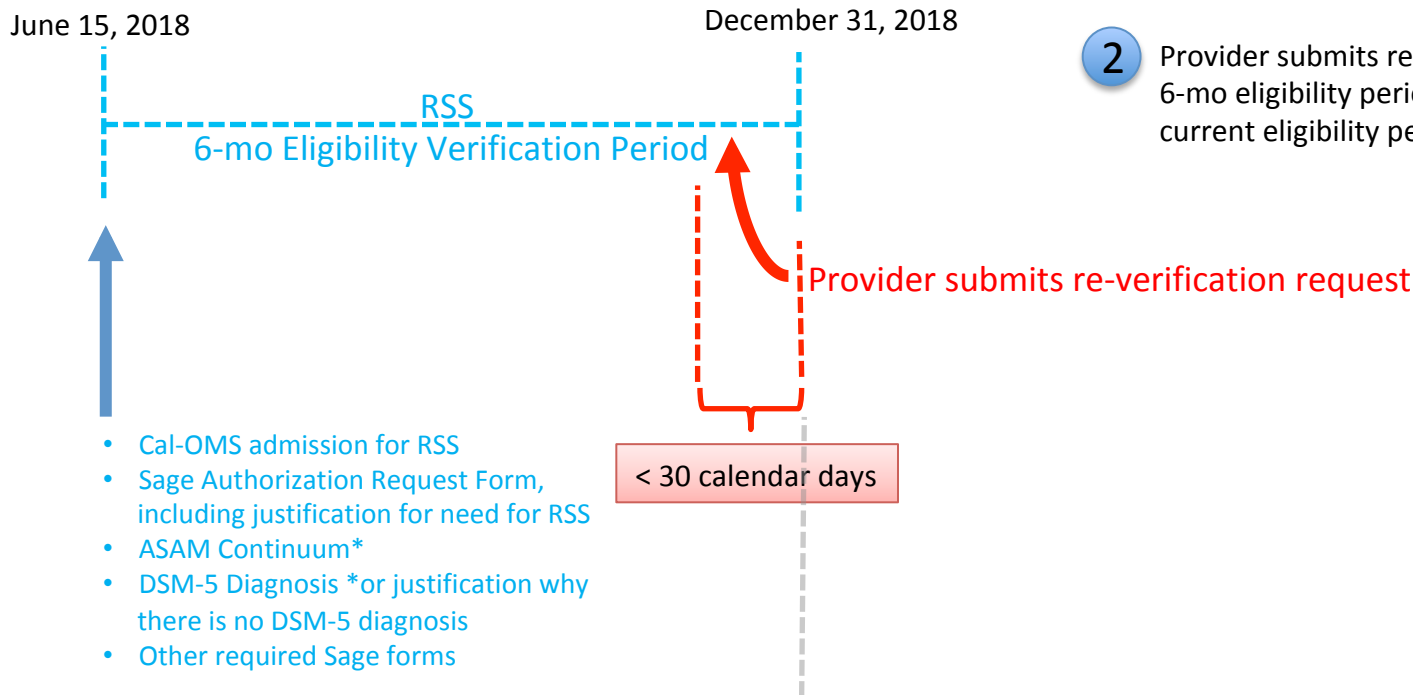 June 15, 2018
December 31, 2018
2
Provider submits re
6-mo eligibility peri
current eligibility pe
RSS
6-mo Eligibility Verification Period
Provider submits re-verification request
• Cal-OMS admission for RSS
• Sage Authorization Request Form,
including justification for need for RSS
• ASAM Continuum*
• DSM-5 Diagnosis *or justification why
there is no DSM-5 diagnosis
• Other required Sage forms
< 30 calendar days